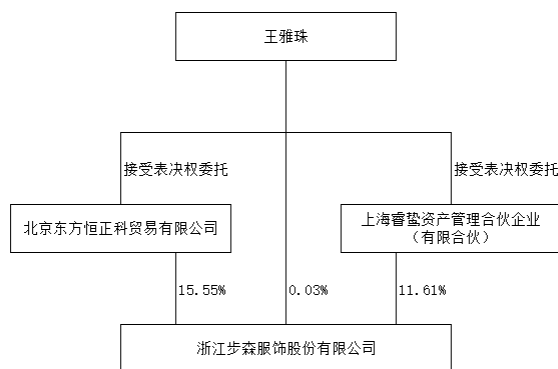 王雅珠
接受表决权委托
接受表决权委托
北京东方恒正科贸易有限公司
上海睿鸷资产管理合伙企业
（有限合伙）
15.55%
0.03%
11.61%
浙江步森服饰股份有限公司